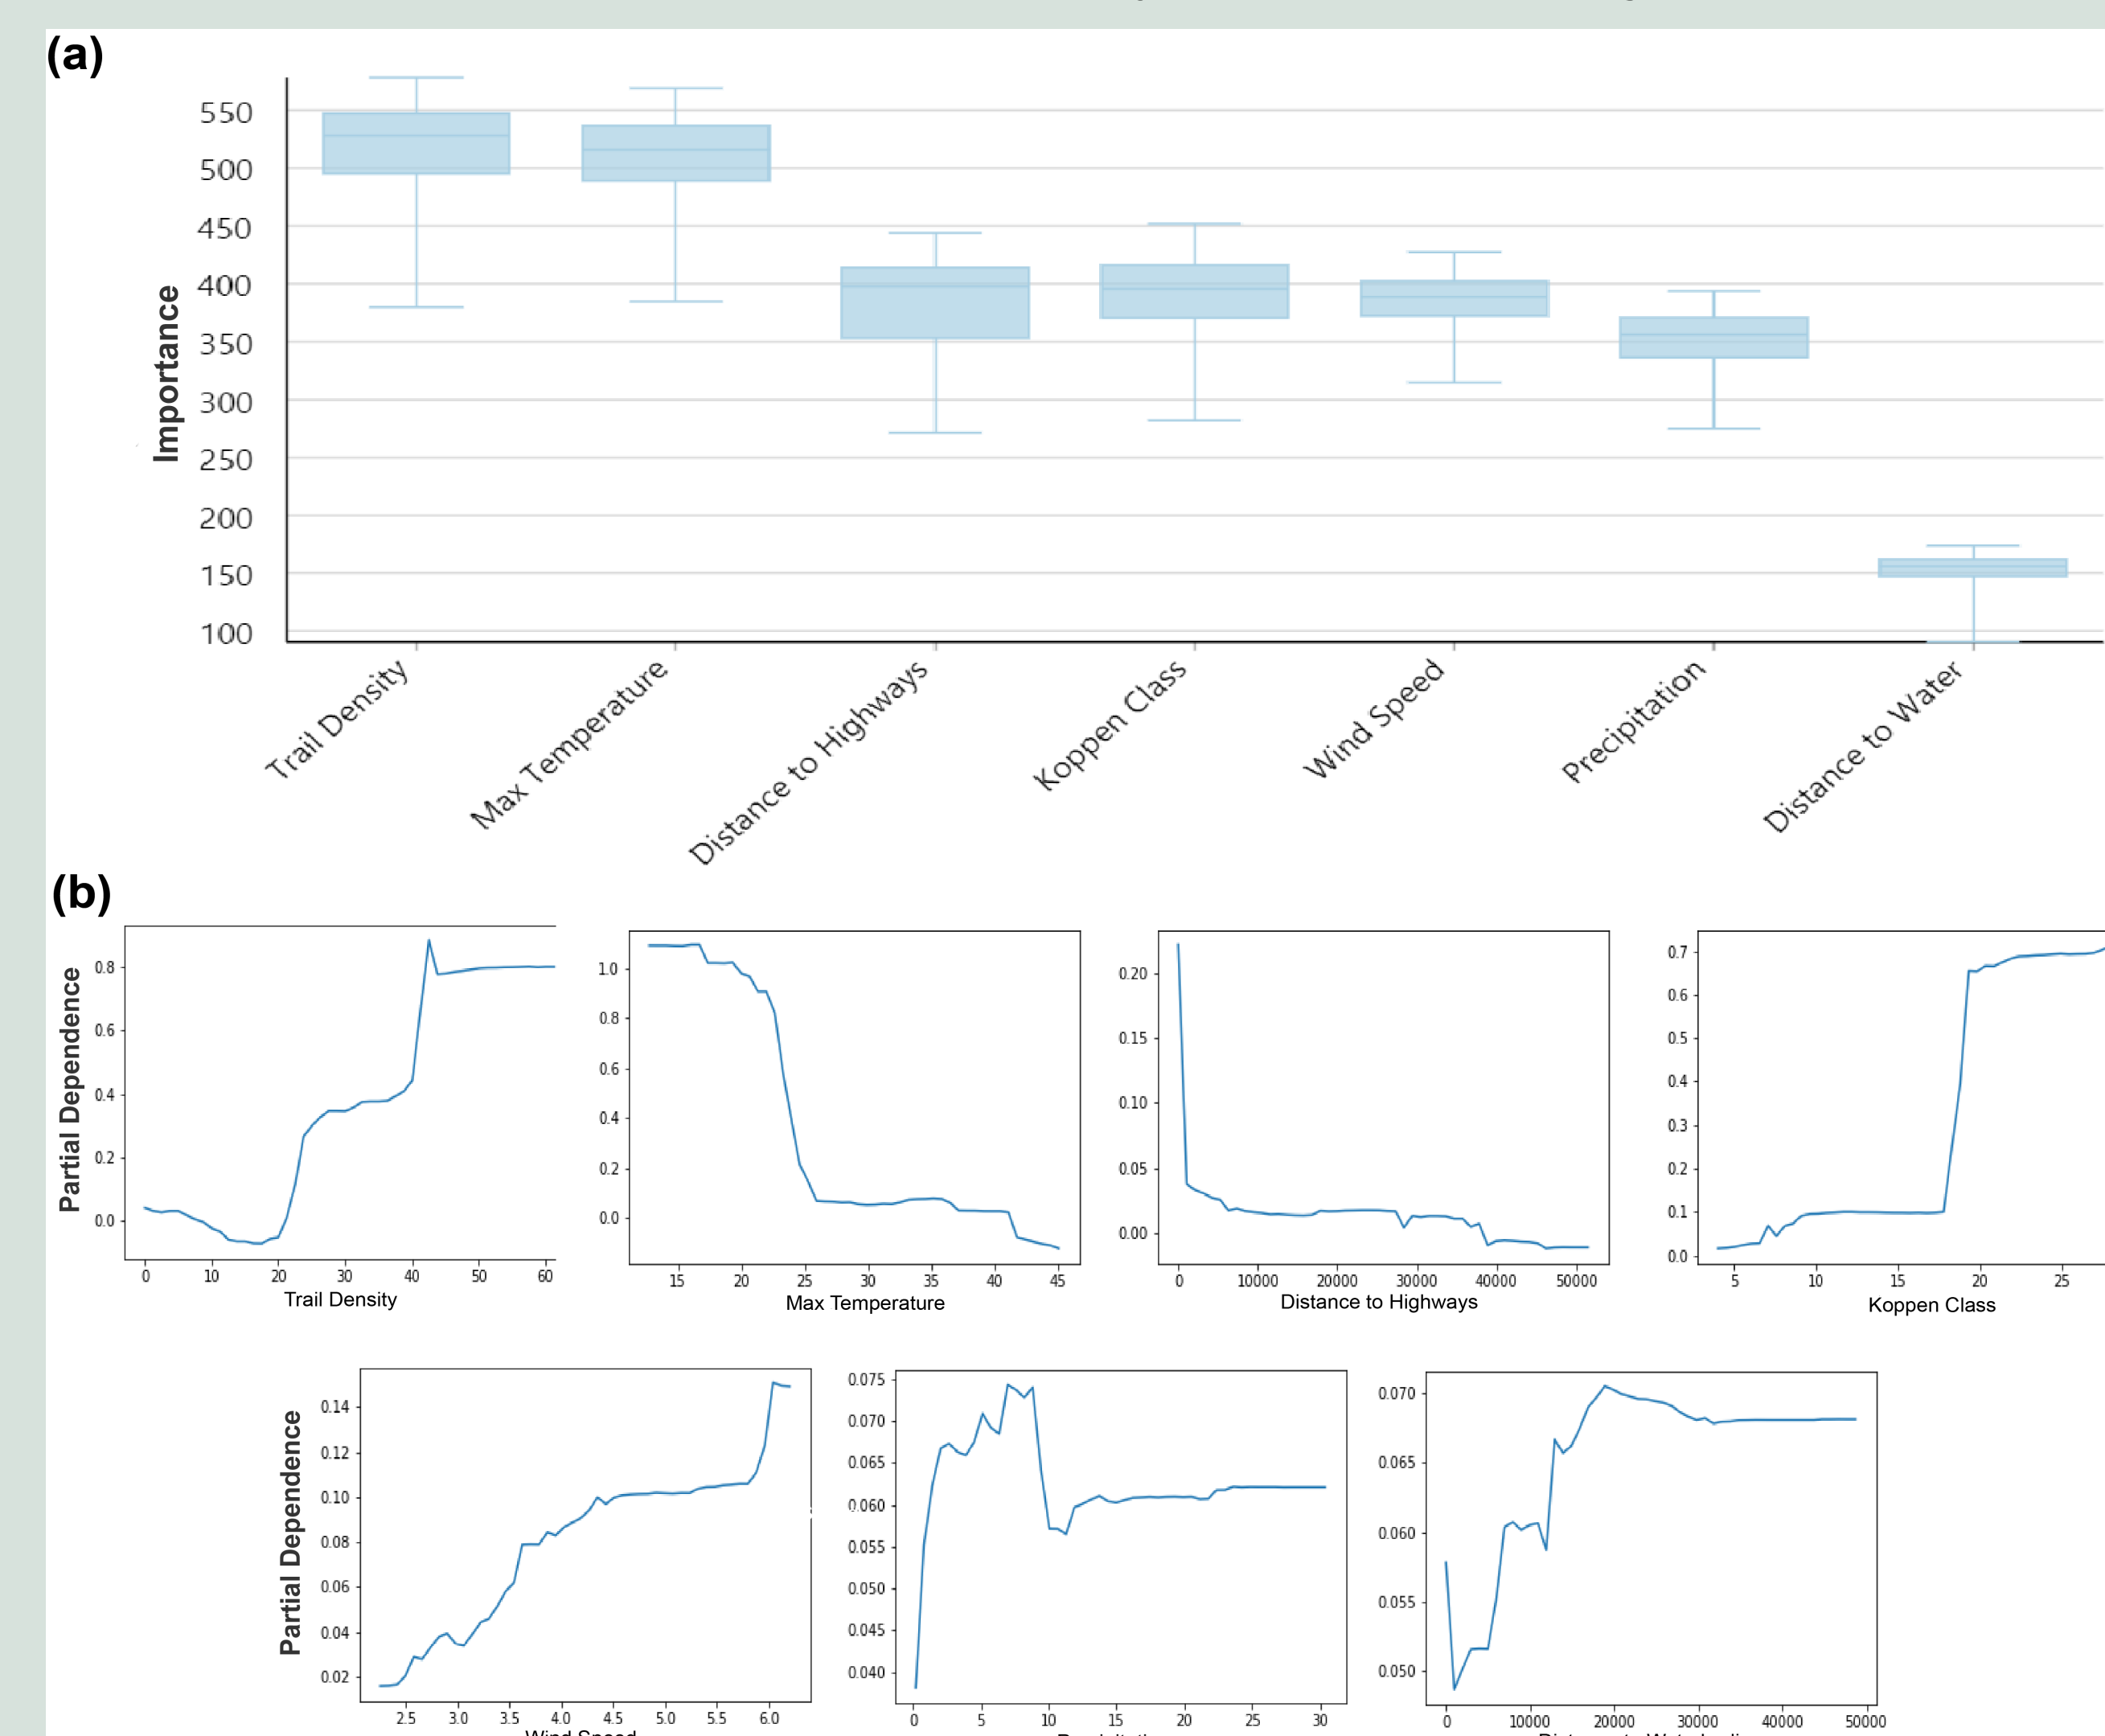 (a)
Importance
550
500
450
400
350
300
250
200
150
100
Trail Density
Max Temperature
Distance to Highways
Koppen Class
Wind Speed
Precipitation
Distance to Water
(b)
Partial Dependence
0.8
0.6
0.4
0.2
0.0
0 10 20 30 40 50 60
Trail Density
1.0
0.8
0.6
0.4
0.2
0.0
15 20 25 30 35 40 45
Max Temperature
0.20
0.15
0.10
0.05
0.00
0 10000 20000 30000 40000 50000
Distance to Highways
0.7
0.6
0.5
0.4
0.3
0.2
0.1
0.0
5 10 15 20 25
Koppen Class
Partial Dependence
0.14
0.12
0.10
0.08
0.06
0.04
0.02
2.5 3.0 3.5 4.0 4.5 5.0 5.5 6.0
Wind Speed
0.075
0.070
0.065
0.060
0.055
0.050
0.045
0.040
0 5 10 15 20 25 30
0.070
0.065
0.060
0.055
0.050
0 10000 20000 30000 40000 50000